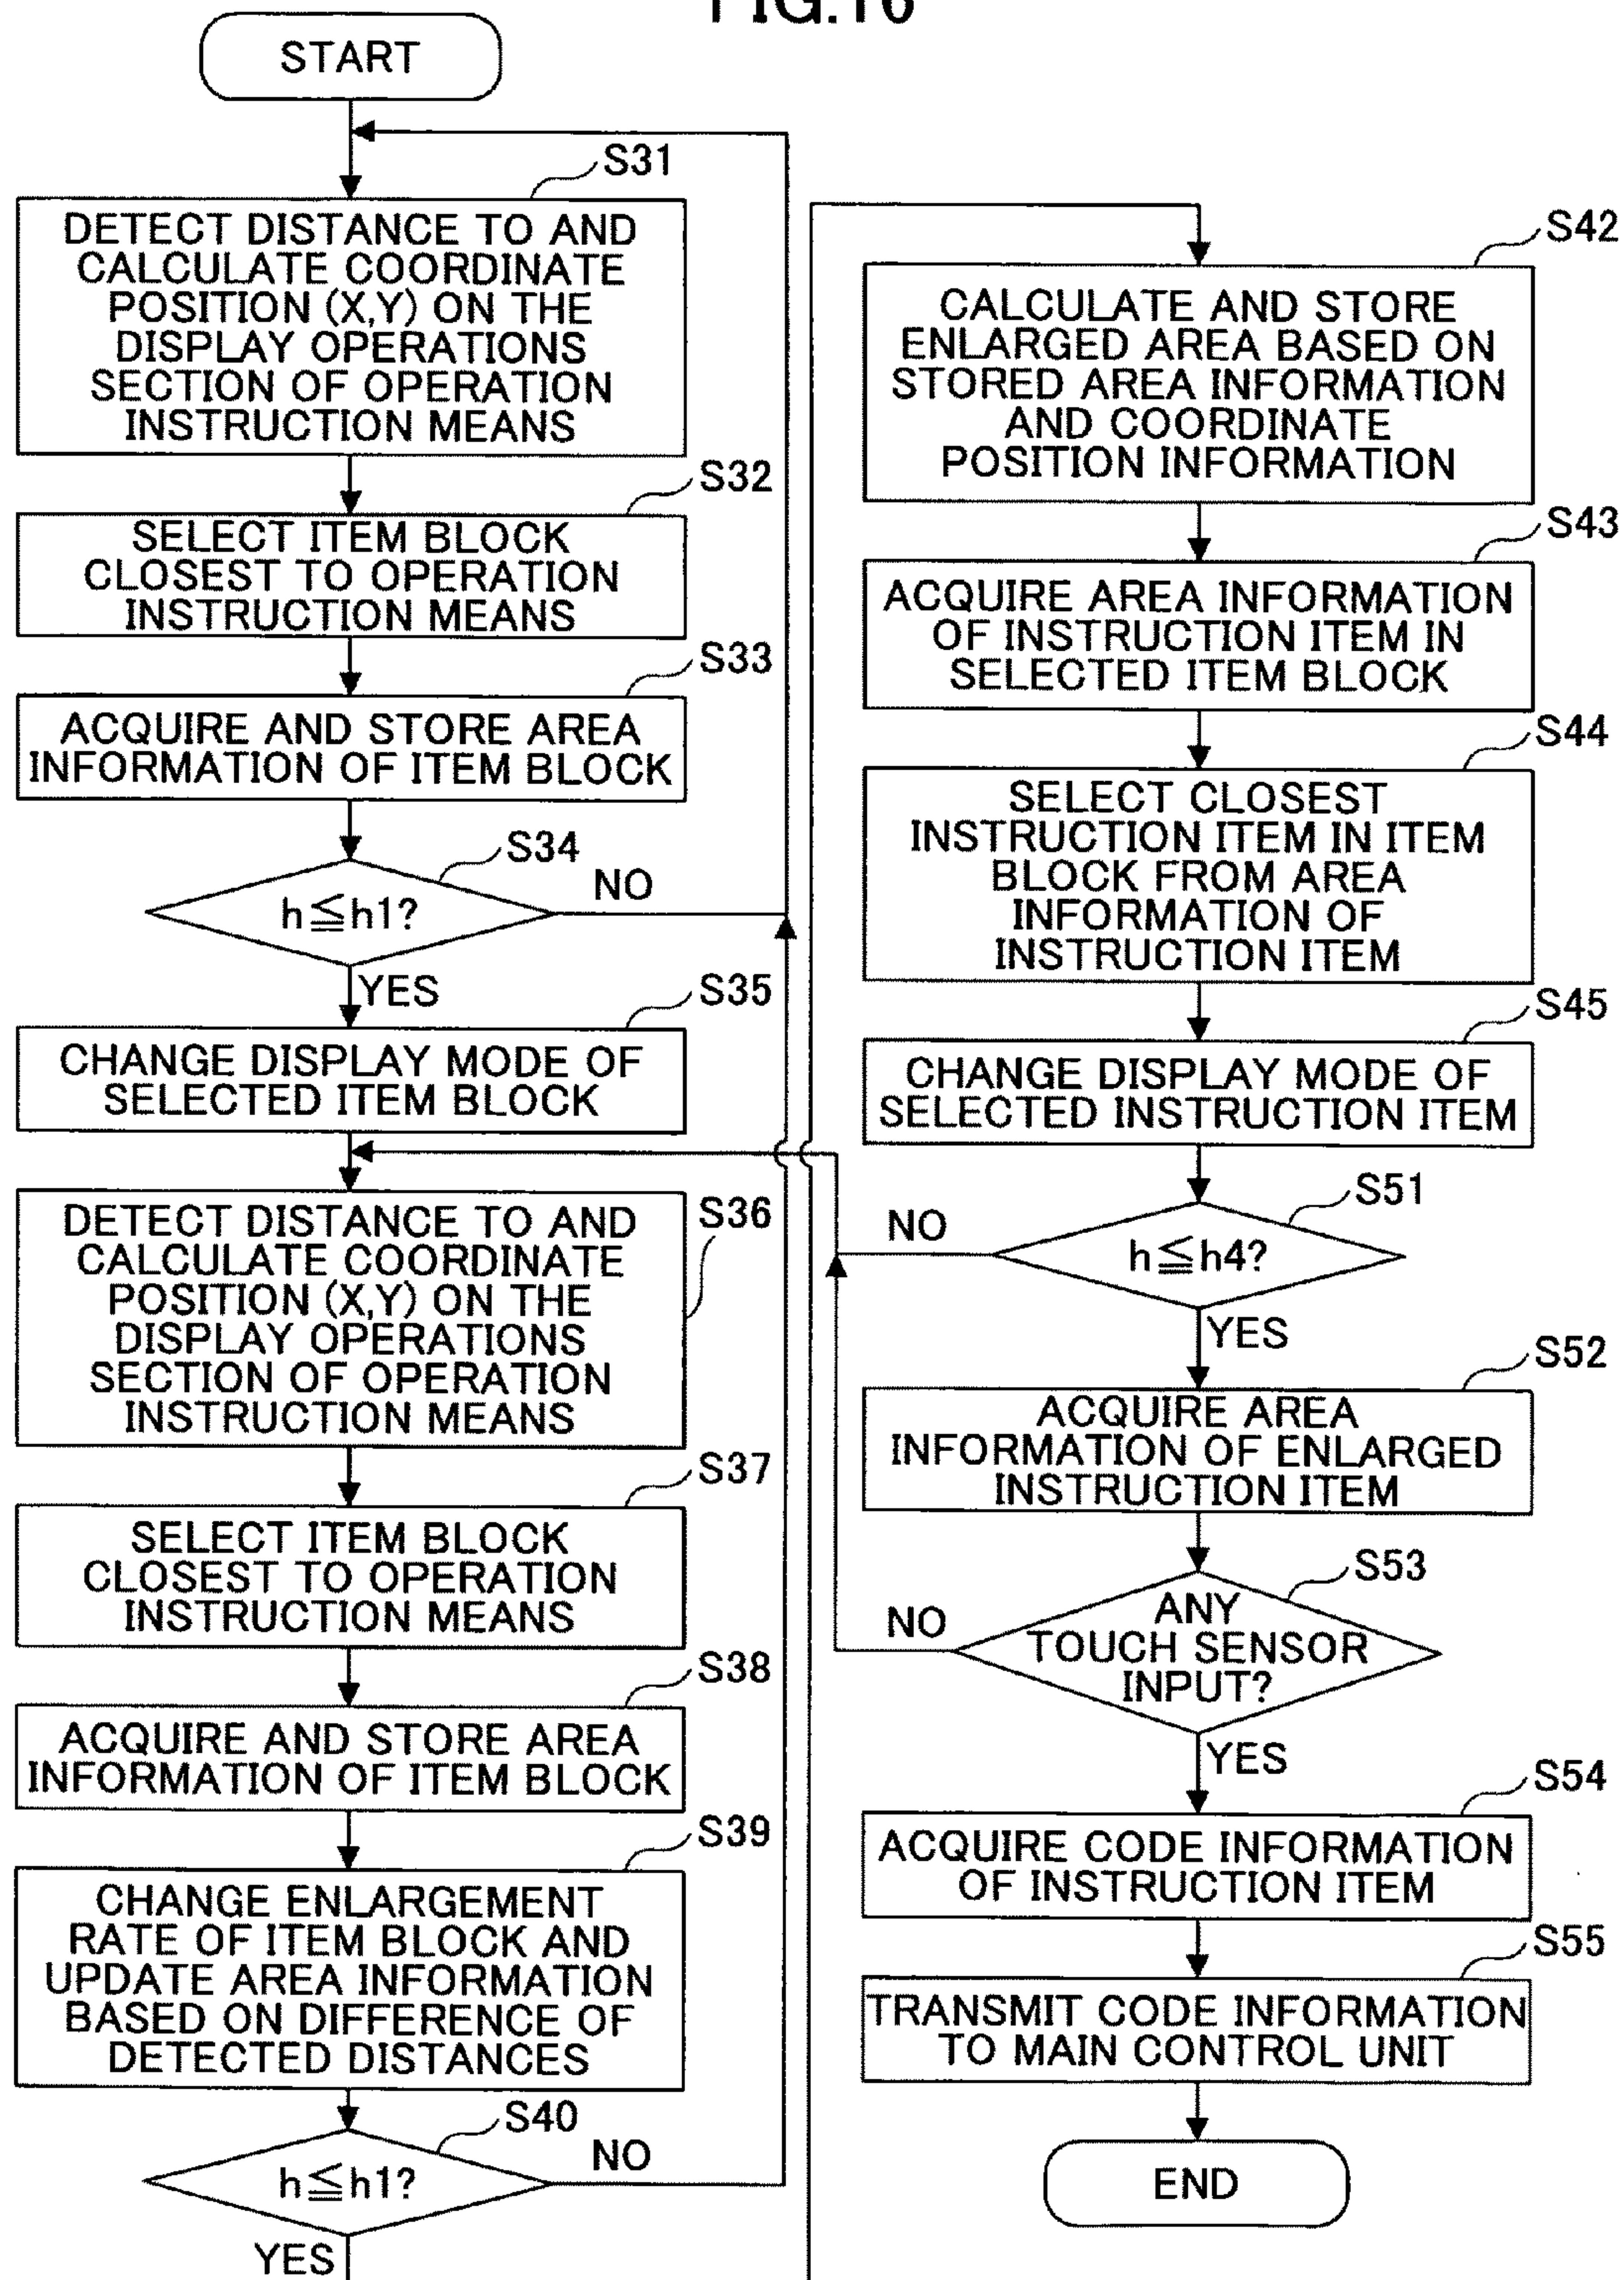 FIG.16
START
S31
DETECT DISTANCE TO AND
CALCULATE COORDINATE
POSITION (X,Y) ON THE
DISPLAY OPERATIONS
SECTION OF OPERATION
INSTRUCTION MEANS
S32
SELECT ITEM BLOCK
CLOSEST TO OPERATION
INSTRUCTION MEANS
S33
ACQUIRE AND STORE AREA
INFORMATION OF ITEM BLOCK
S34
h≦h1?
NO
YES
S35
CHANGE DISPLAY MODE OF
SELECTED ITEM BLOCK
S36
DETECT DISTANCE TO AND
CALCULATE COORDINATE
POSITION (X,Y) ON THE
DISPLAY OPERATIONS
SECTION OF OPERATION
INSTRUCTION MEANS
S37
SELECT ITEM BLOCK
CLOSEST TO OPERATION
INSTRUCTION MEANS
S38
ACQUIRE AND STORE AREA
INFORMATION OF ITEM BLOCK
S39
CHANGE ENLARGEMENT
RATE OF ITEM BLOCK AND
UPDATE AREA INFORMATION
BASED ON DIFFERENCE OF
DETECTED DISTANCES
S40
h≦h1?
NO
YES
S42
CALCULATE AND STORE
ENLARGED AREA BASED ON
STORED AREA INFORMATION
AND COORDINATE
POSITION INFORMATION
S43
ACQUIRE AREA INFORMATION
OF INSTRUCTION ITEM IN
SELECTED ITEM BLOCK
S44
SELECT CLOSEST
INSTRUCTION ITEM IN ITEM
BLOCK FROM AREA
INFORMATION OF
INSTRUCTION ITEM
S45
CHANGE DISPLAY MODE OF
SELECTED INSTRUCTION ITEM
S51
h≦h4?
NO
YES
S52
ACQUIRE AREA
INFORMATION OF ENLARGED
INSTRUCTION ITEM
S53
ANY
TOUCH SENSOR
INPUT?
NO
YES
S54
ACQUIRE CODE INFORMATION
OF INSTRUCTION ITEM
S55
TRANSMIT CODE INFORMATION
TO MAIN CONTROL UNIT
END